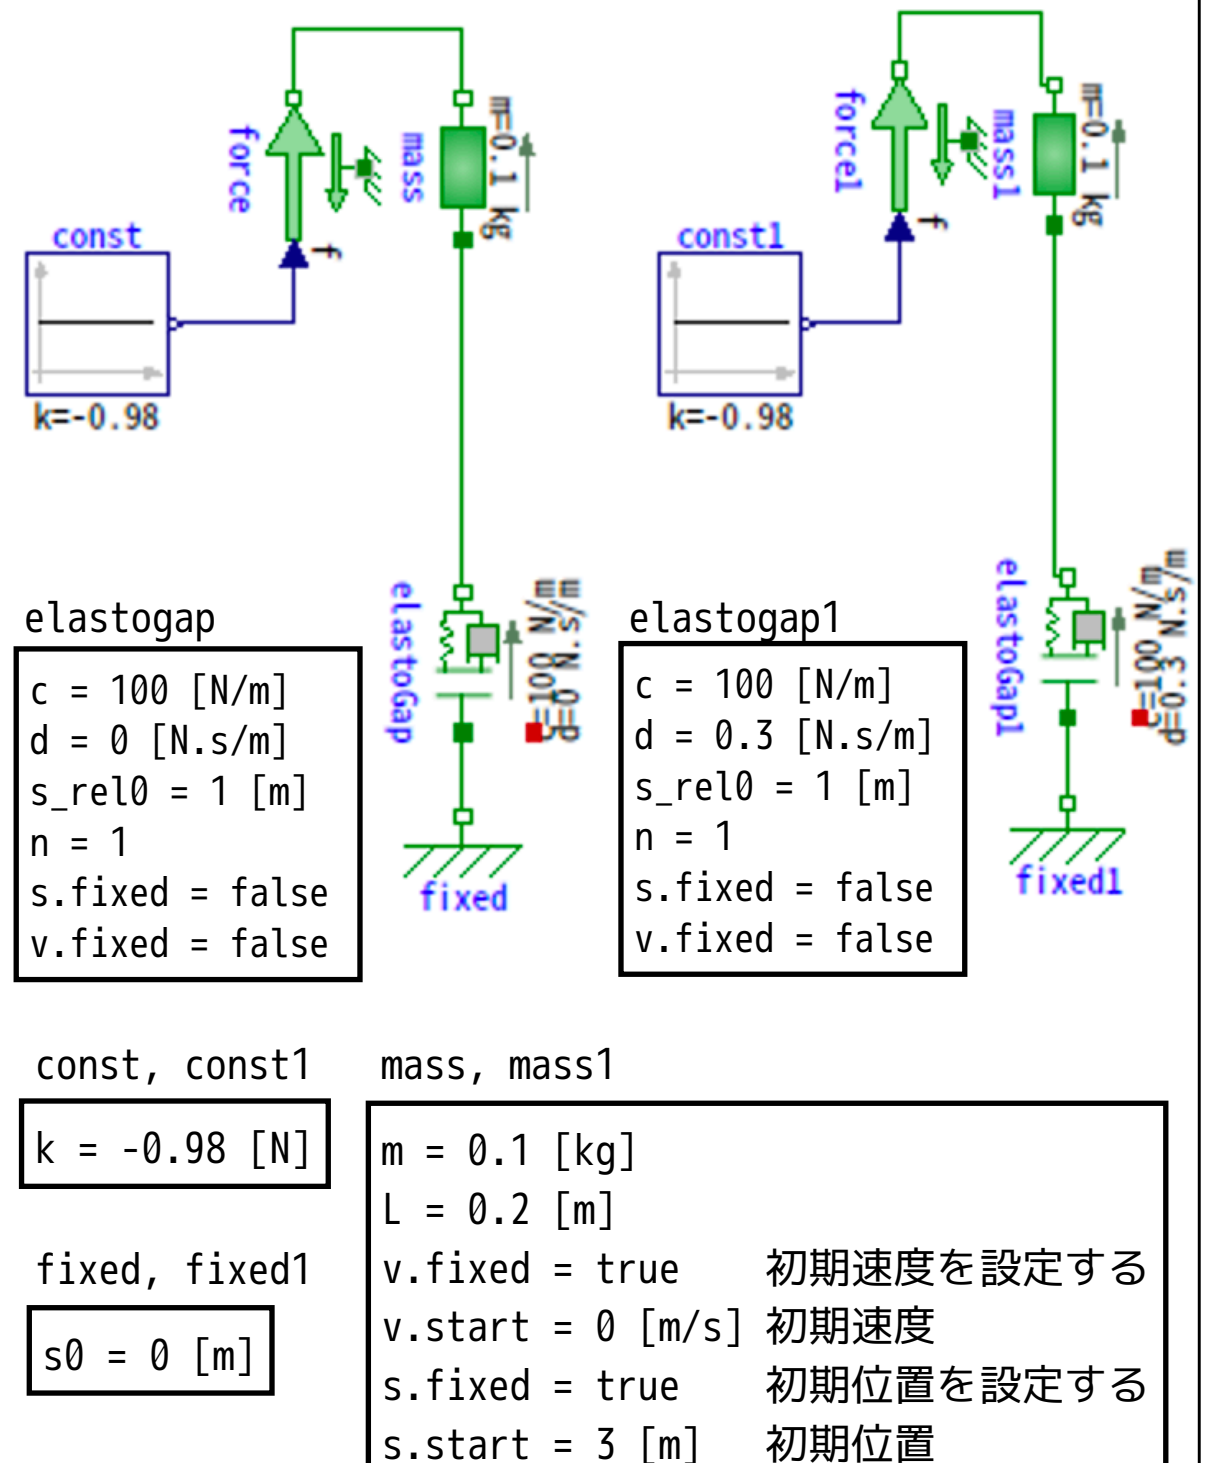 force
mass
m=0.1 kg
f
const
k=-0.98
force1
mass1
m=0.1 kg
f
const1
k=-0.98
elastogap
c = 100 [N/m]
d = 0 [N.s/m]
s_rel0 = 1 [m]
n = 1
s.fixed = false
v.fixed = false
elastoGap
c=100 N/m
d=0 N.s/m
fixed
elastogap1
c = 100 [N/m]
d = 0.3 [N.s/m]
s_rel0 = 1 [m]
n = 1
s.fixed = false
v.fixed = false
elastoGap1
c=100 N/m
d=0.3 N.s/m
fixed1
const, const1
k = -0.98 [N]
fixed, fixed1
s0 = 0 [m]
mass, mass1
m = 0.1 [kg]
L = 0.2 [m]
v.fixed = true 初期速度を設定する
v.start = 0 [m/s] 初期速度
s.fixed = true 初期位置を設定する
s.start = 3 [m] 初期位置